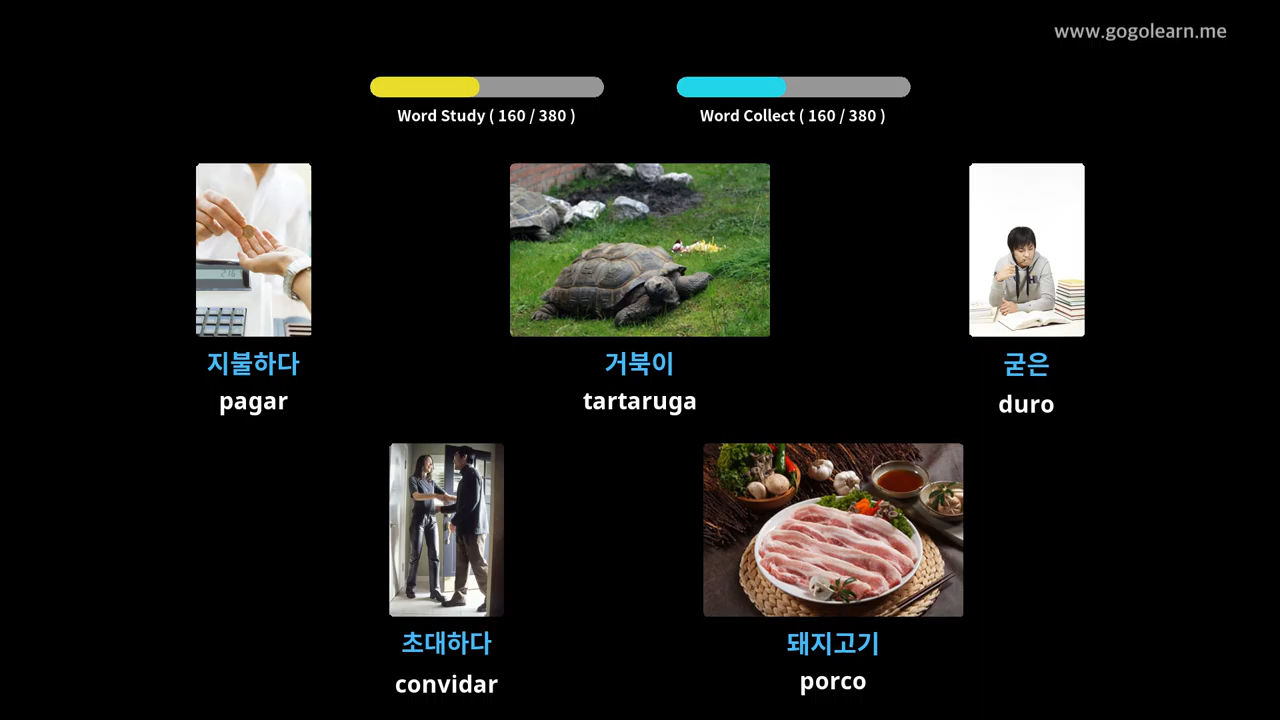 www.gogolearn.me
Word Study ( 160 / 380 )
Word Collect ( 160 / 380 )
지불하다
pagar
거북이
tartaruga
굳은
duro
초대하다
convidar
돼지고기
porco